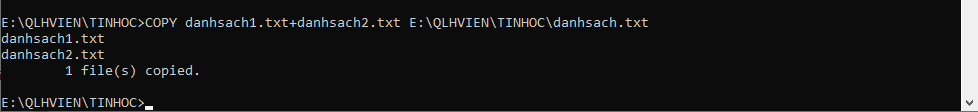 E:\QLHVIEN\TINHOC>COPY danhsach1.txt+danhsach2.txt E:\QLHVIEN\TINHOC\danhsach.txt
danhsach1.txt
danhsach2.txt
        1 file(s) copied.
E:\QLHVIEN\TINHOC>